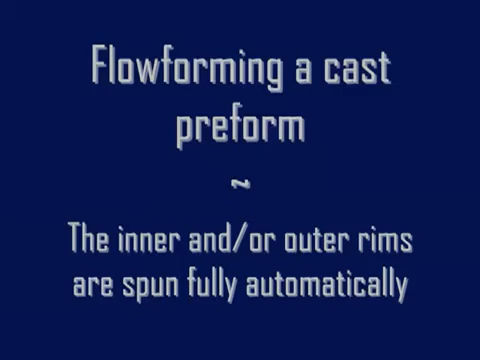 Flowforming a cast
preform
~
The inner and/or outer rims
are spun fully automatically